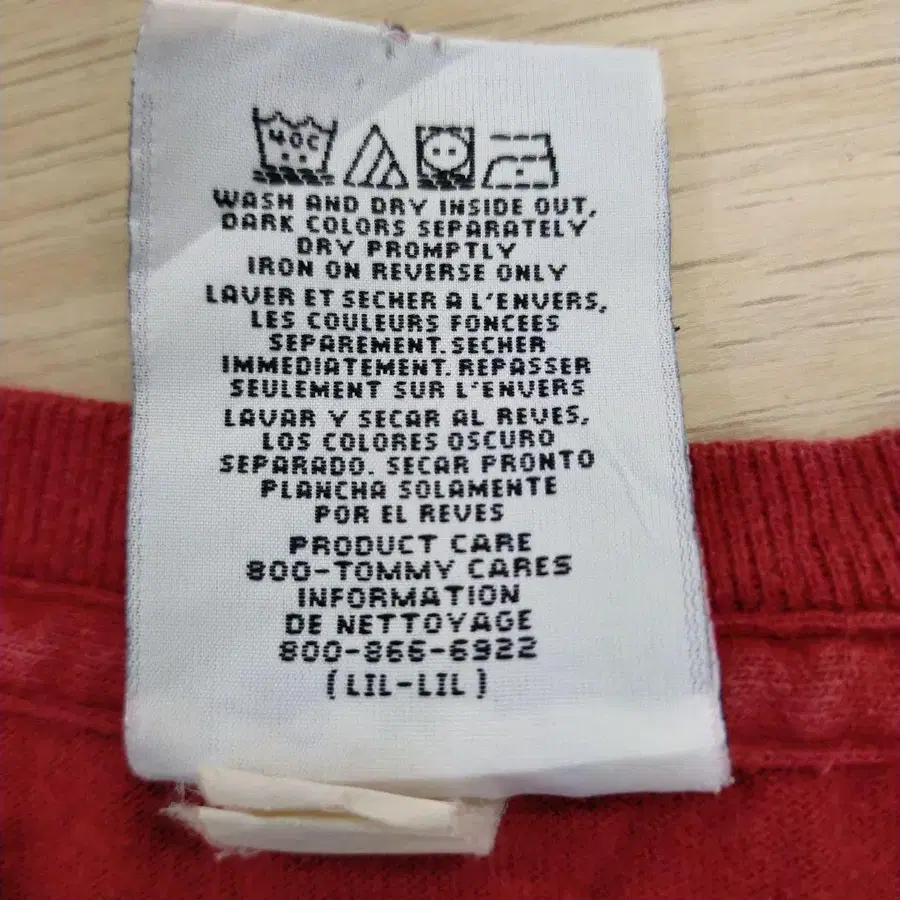 40C
WASH AND DRY INSIDE OUT,
DARK COLORS SEPARATELY
DRY PROMPTLY
IRON ON REVERSE ONLY
LAVER ET SECHER A L'ENVERS,
LES COULEURS FONCEES
SEPAREMENT. SECHER
IMMEDIATEMENT. REPASSER
SEULEMENT SUR L'ENVERS
LAVAR Y SECAR AL REVES,
LOS COLORES OSCURO
SEPARADO. SECAR PRONTO
PLANCHA SOLAMENTE
POR EL REVES
PRODUCT CARE
800-TOMMY CARES
INFORMATION
DE NETTOYAGE
800-866-6922
(LIL-LIL)